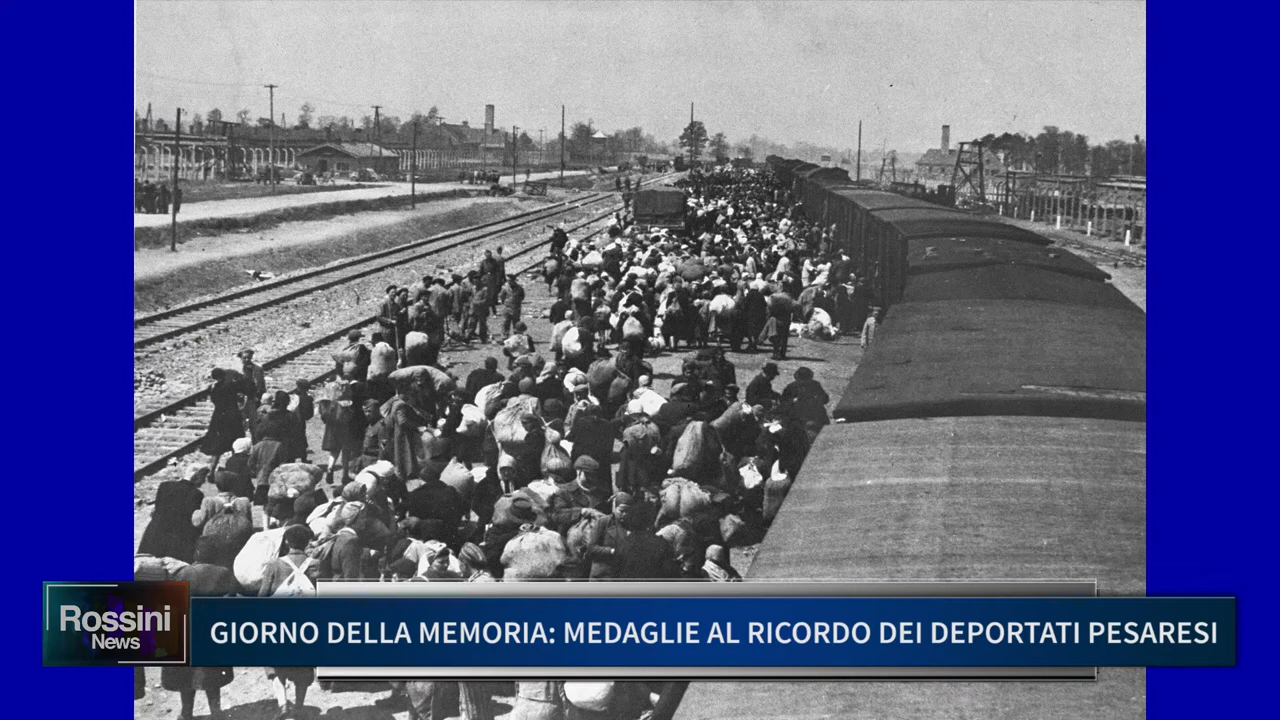 Rossini
News
GIORNO DELLA MEMORIA: MEDAGLIE AL RICORDO DEI DEPORTATI PESARESI